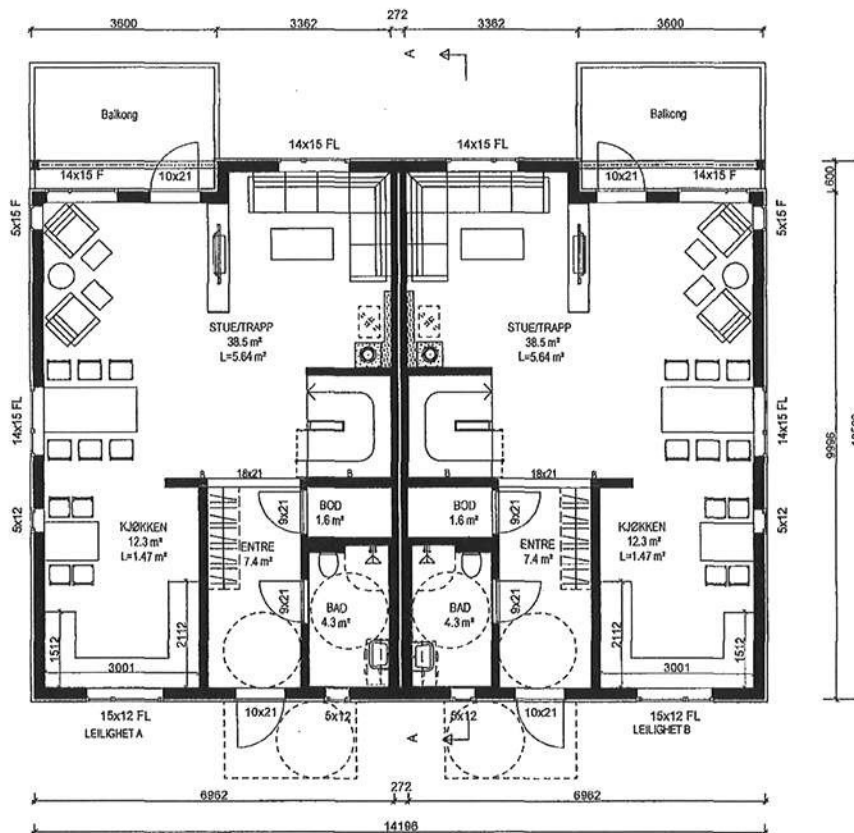 272
3600 3362 3362 3600
A
Balkong Balkong
14x15 FL 14x15 FL
14x15 F 10x21 10x21 14x15 F
600
5x15 F 5x15 F
STUE/TRAPP STUE/TRAPP
38.5 m² 38.5 m²
L=5.64 m² L=5.64 m²
14x15 FL 14x15 FL
9996
B 18x21 B B 18x21 B
5x12 5x12
9x21 BOD BOD 9x21
1.6 m² 1.6 m²
KJØKKEN KJØKKEN
12.3 m² 12.3 m²
L=1.47 m² L=1.47 m²
ENTRE ENTRE
7.4 m² 7.4 m²
9x21 BAD BAD 9x21
4.3 m² 4.3 m²
1512 2112 2112 1512
3001 3001
15x12 FL 10x21 5x12 5x12 10x21 15x12 FL
LEILIGHET A LEILIGHET B
A
272
6962 6962
14196